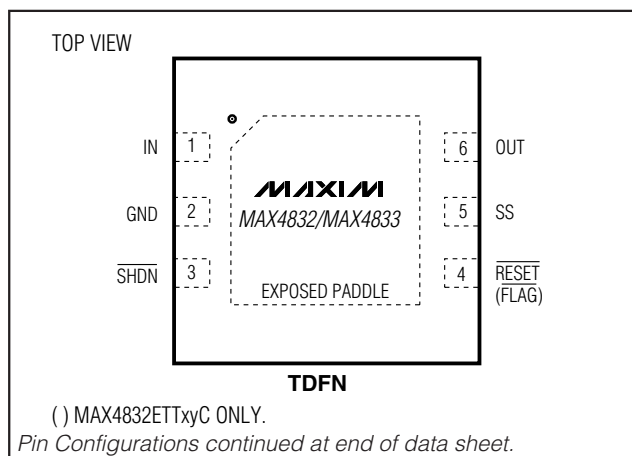 TOP VIEW
IN 1
6 OUT
MAXIM
GND 2
MAX4832/MAX4833
5 SS
SHDN 3
4 RESET
(FLAG)
EXPOSED PADDLE
TDFN
( ) MAX4832ETTxyC ONLY.
Pin Configurations continued at end of data sheet.